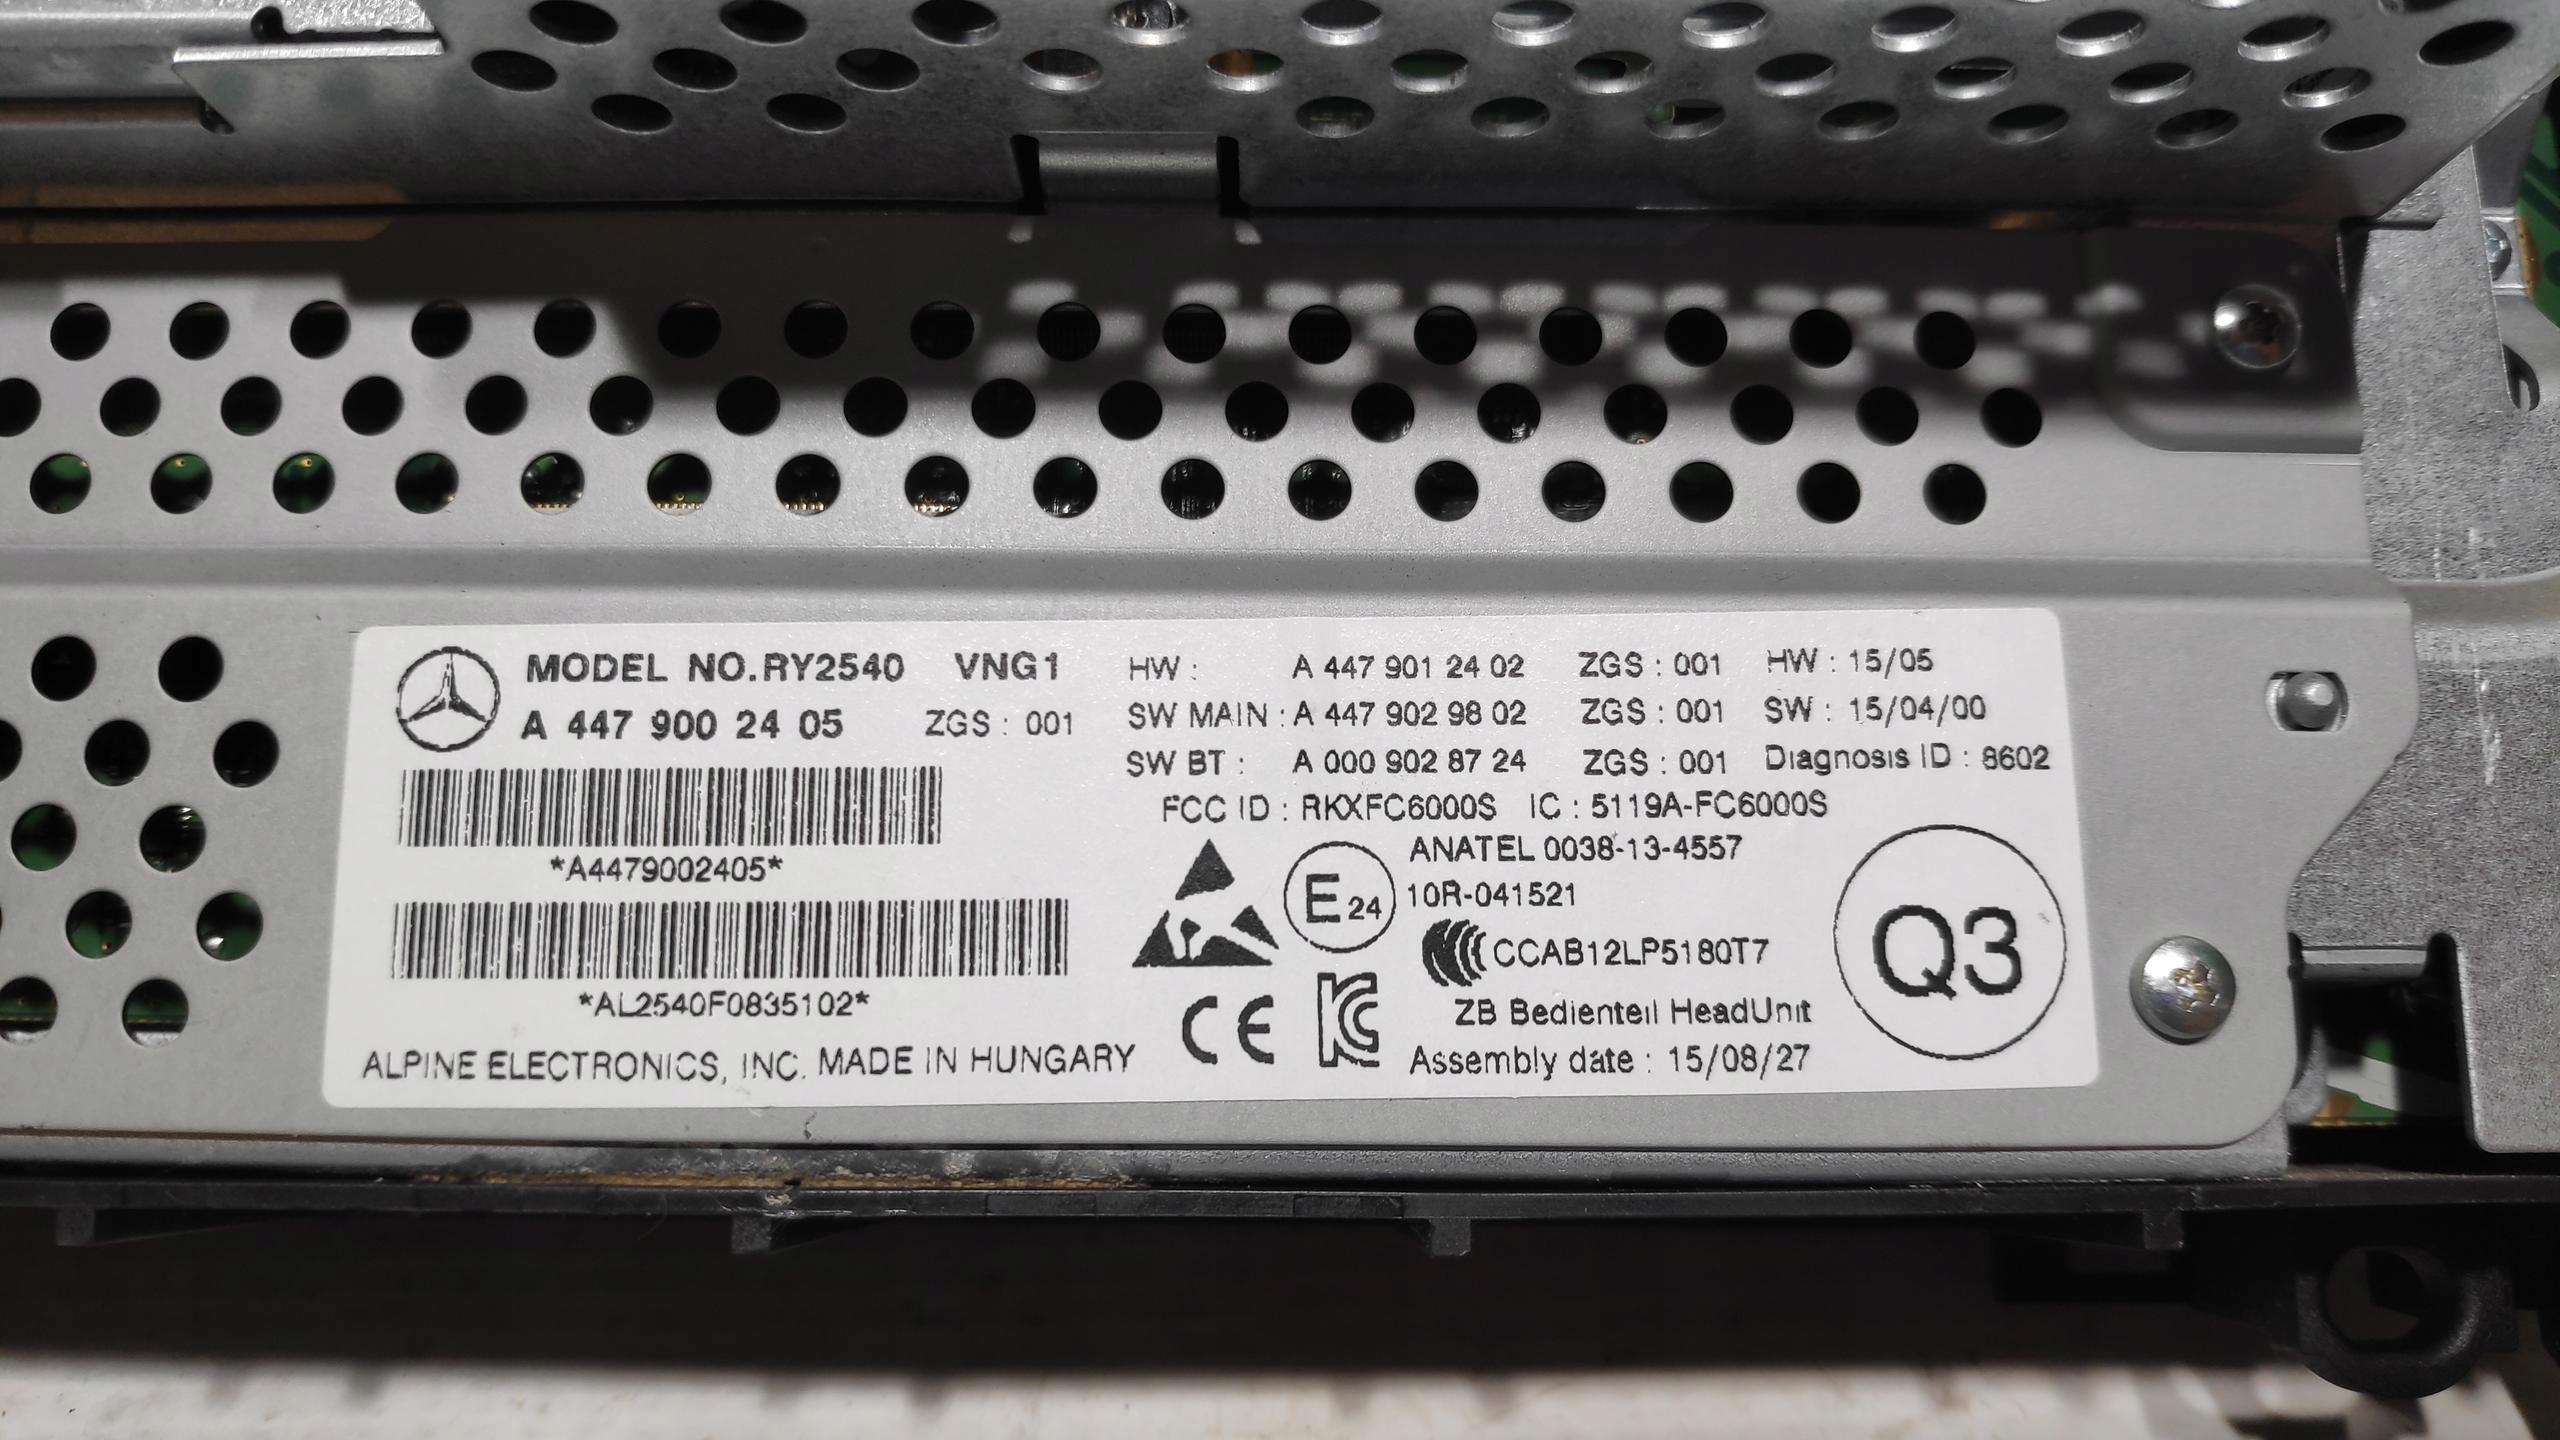 MODEL NO.RY2540 VNG1
A 447 900 24 05 ZGS : 001
*A4479002405*
*AL2540F0835102*
ALPINE ELECTRONICS, INC. MADE IN HUNGARY
HW : A 447 901 24 02 ZGS : 001 HW : 15/05
SW MAIN : A 447 902 98 02 ZGS : 001 SW : 15/04/00
SW BT : A 000 902 87 24 ZGS : 001 Diagnosis ID : 8602
FCC ID : RKXFC6000S IC : 5119A-FC6000S
E24 ANATEL 0038-13-4557
10R-041521
CCAB12LP5180T7
CE
ZB Bedienteil HeadUnit
Assembly date : 15/08/27
Q3